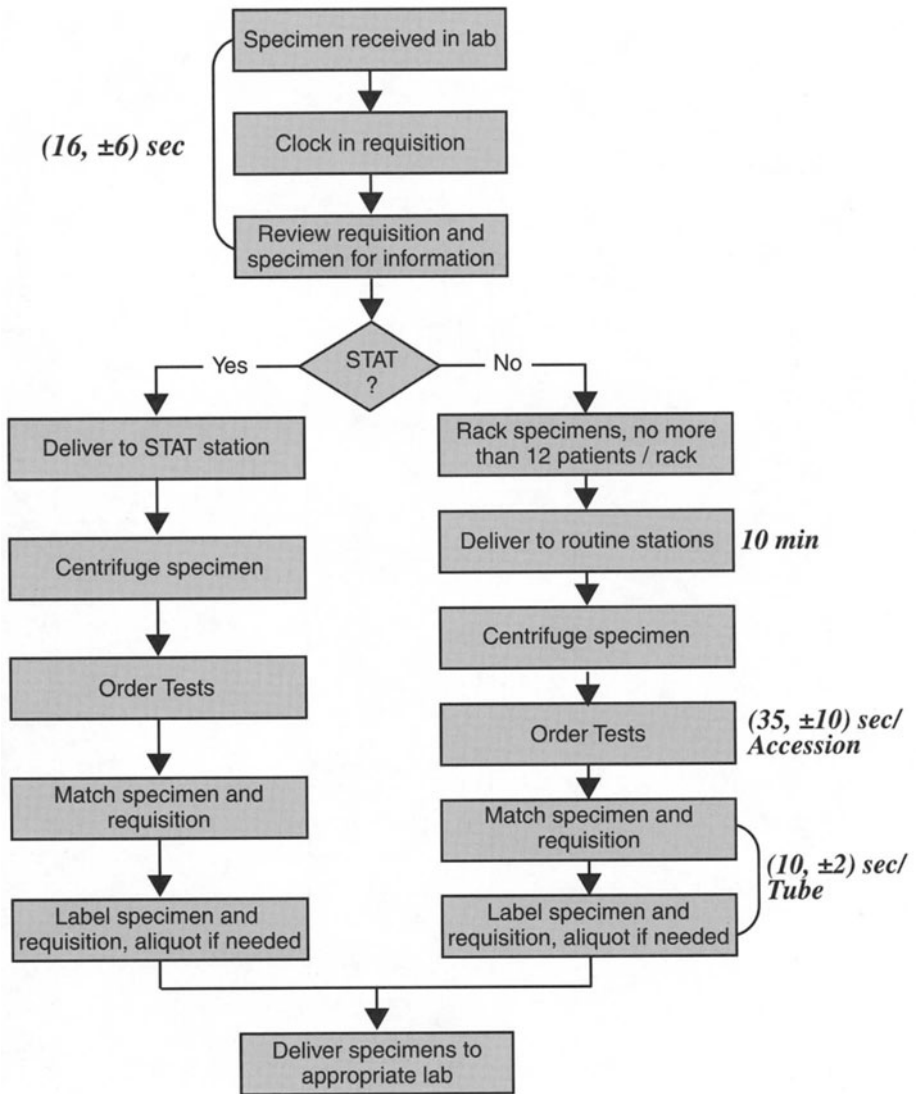 Specimen received in lab
(16, ±6) sec
Clock in requisition
Review requisition and
specimen for information
STAT
?
Yes
No
Deliver to STAT station
Centrifuge specimen
Order Tests
Match specimen and
requisition
Label specimen and
requisition, aliquot if needed
Rack specimens, no more
than 12 patients / rack
Deliver to routine stations
10 min
Centrifuge specimen
Order Tests
(35, ±10) sec/
Accession
Match specimen and
requisition
(10, ±2) sec/
Tube
Label specimen and
requisition, aliquot if needed
Deliver specimens to
appropriate lab